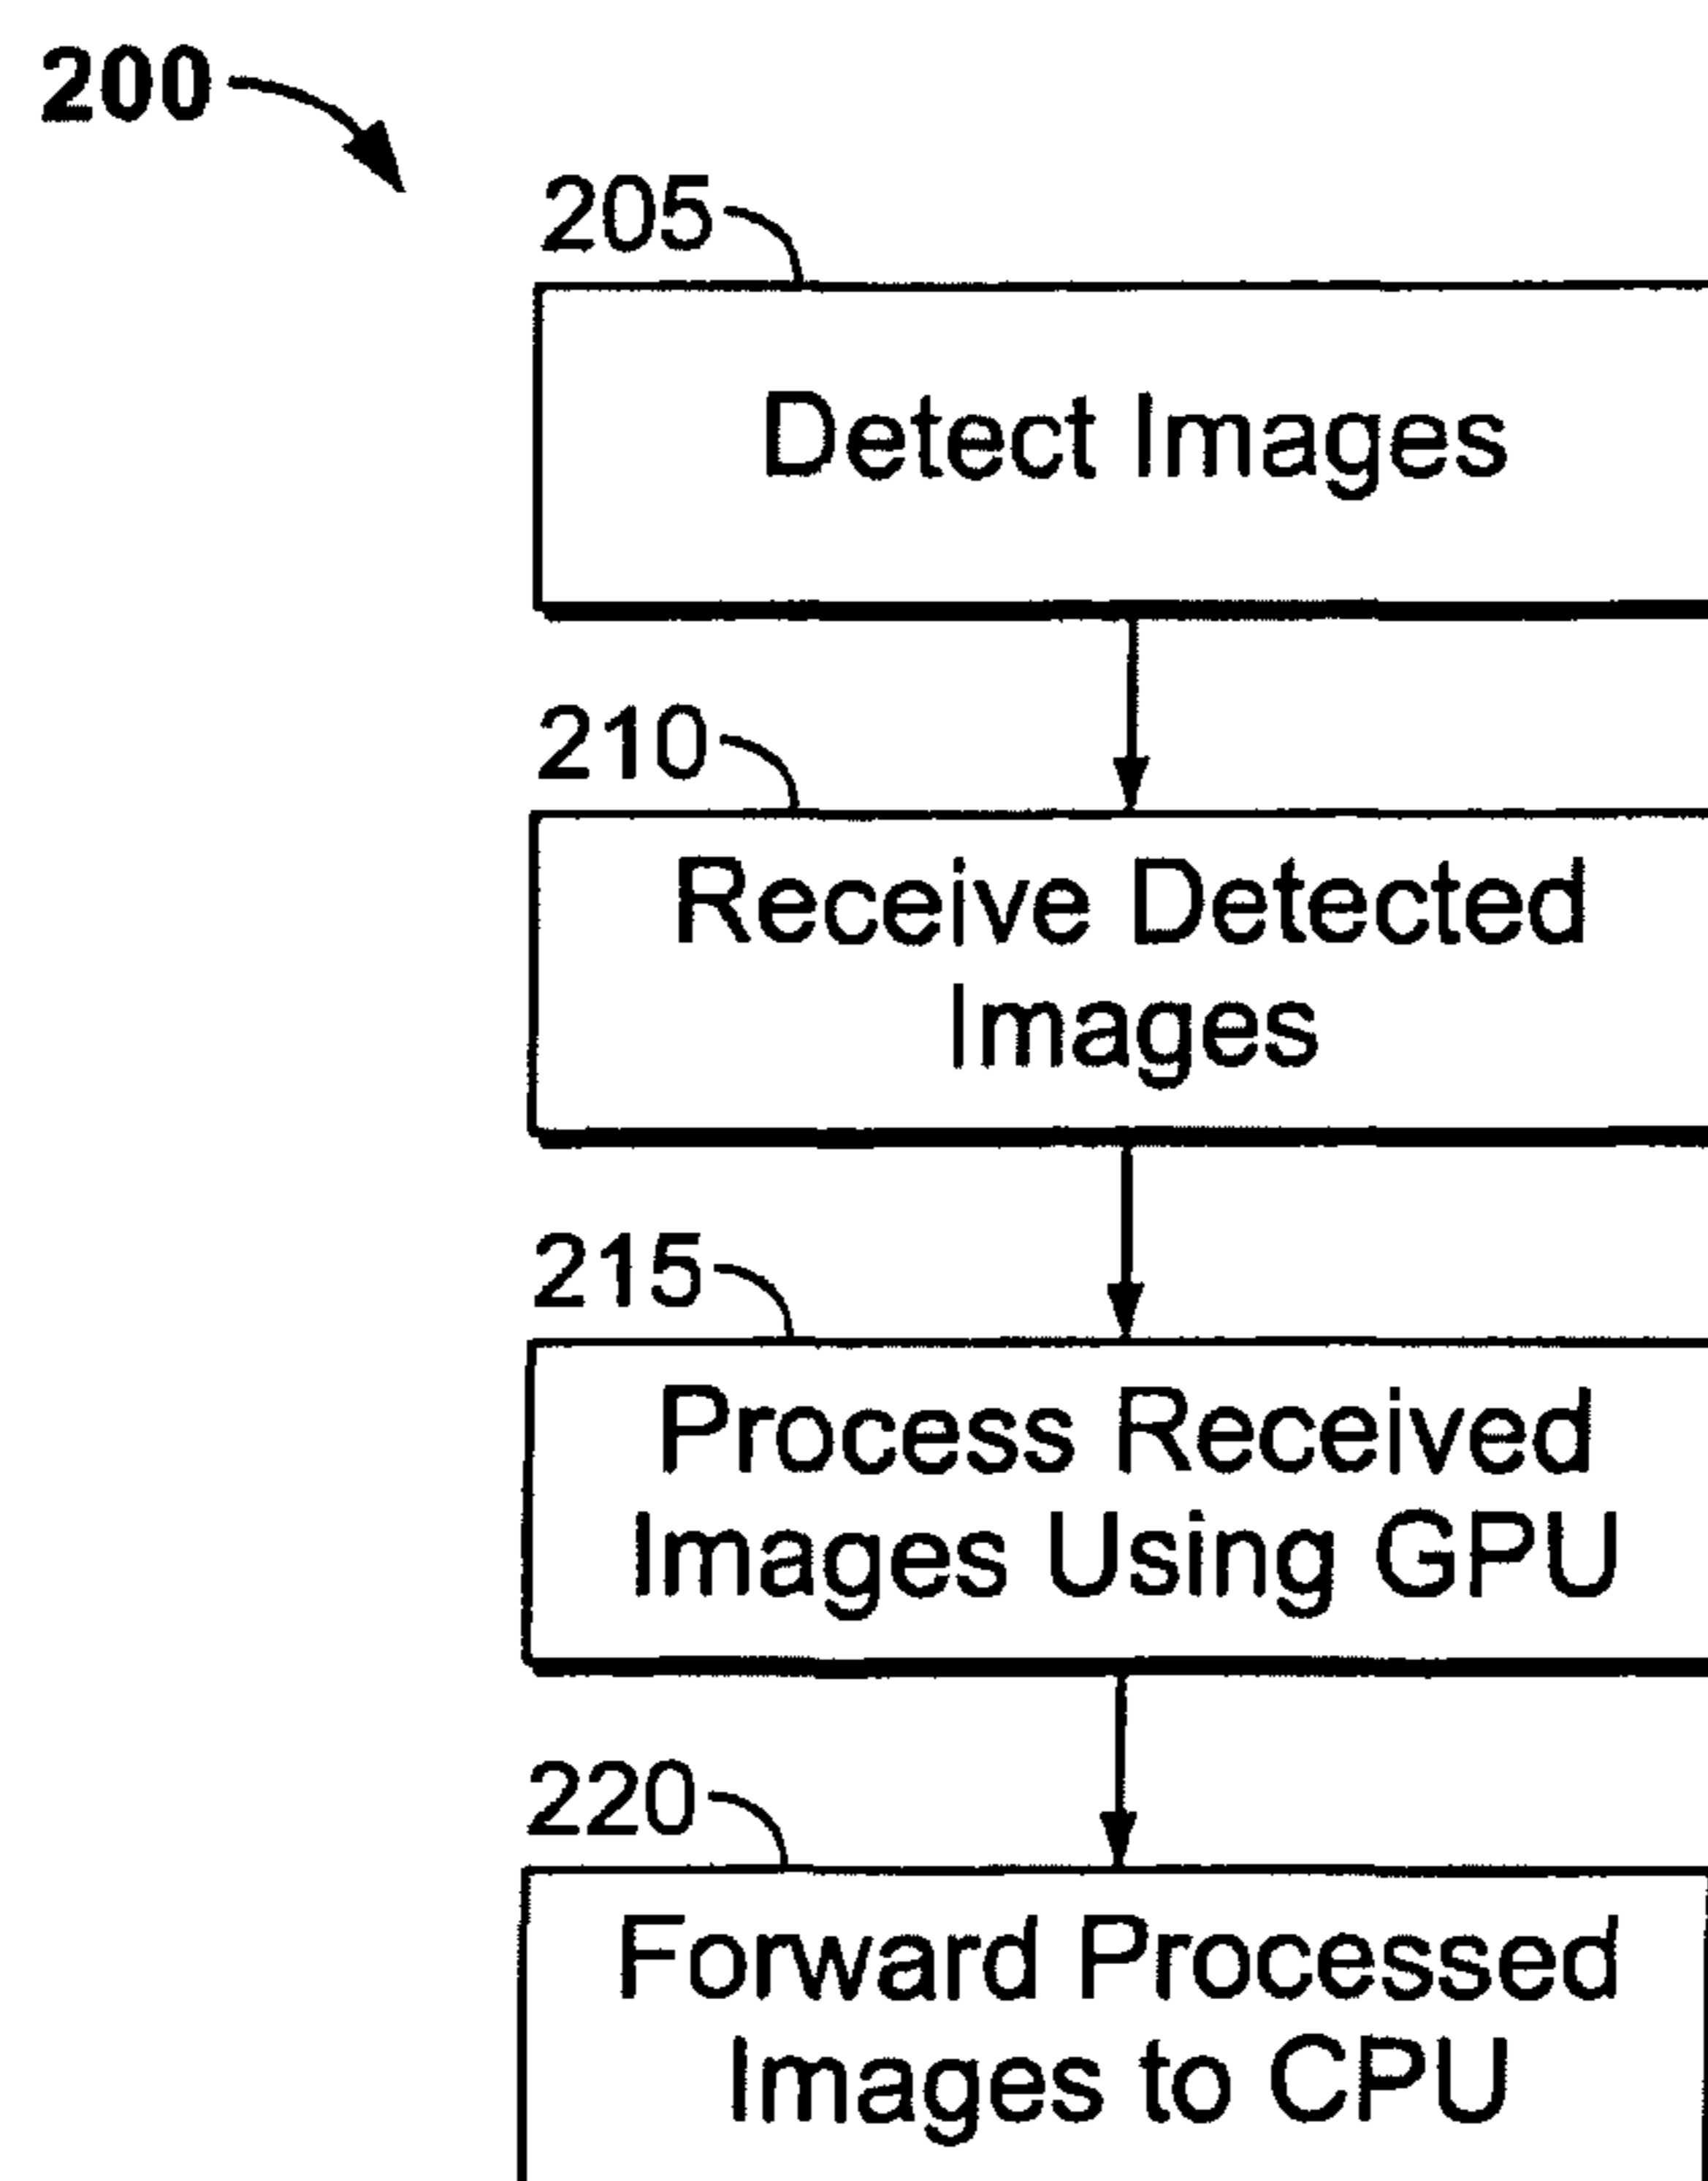 200
205
Detect Images
210
Receive Detected
Images
215
Process Received
Images Using GPU
220
Forward Processed
Images to CPU